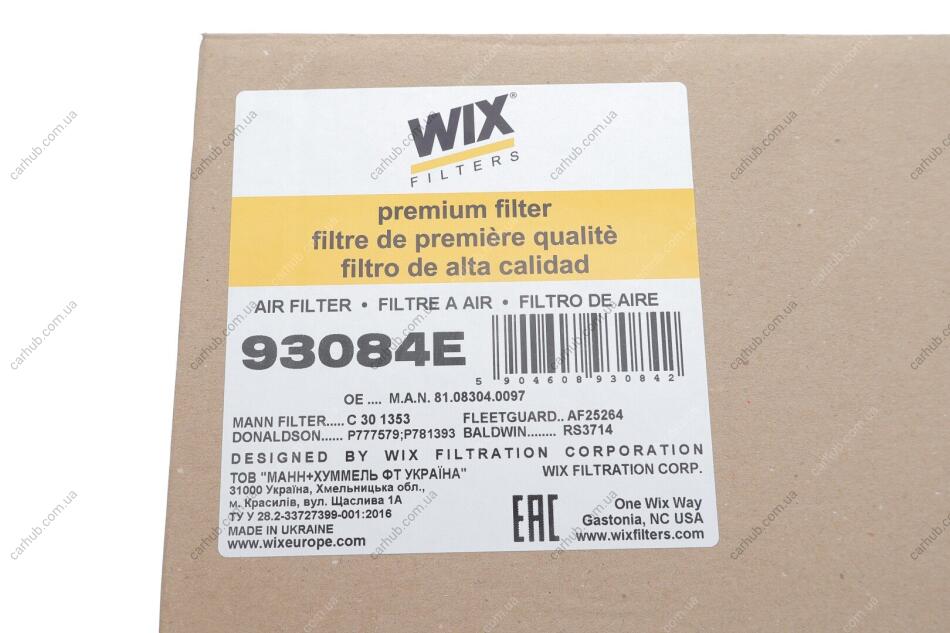 WIX®
FILTERS
premium filter
filtre de première qualitè
filtro de alta calidad
AIR FILTER • FILTRE A AIR • FILTRO DE AIRE
93084E
5 904608 930842
OE .... M.A.N. 81.08304.0097
MANN FILTER..... C 30 1353 FLEETGUARD.. AF25264
DONALDSON...... P777579;P781393 BALDWIN........ RS3714
DESIGNED BY WIX FILTRATION CORPORATION
ТОВ "МАНН+ХУММЕЛЬ ФТ УКРАЇНА" WIX FILTRATION CORP.
31000 Україна, Хмельницька обл.,
м. Красилів, вул. Щаслива 1А
ТУ У 28.2-33727399-001:2016
MADE IN UKRAINE
www.wixeurope.com
EAC
One Wix Way
Gastonia, NC USA
www.wixfilters.com
carhub.com.ua